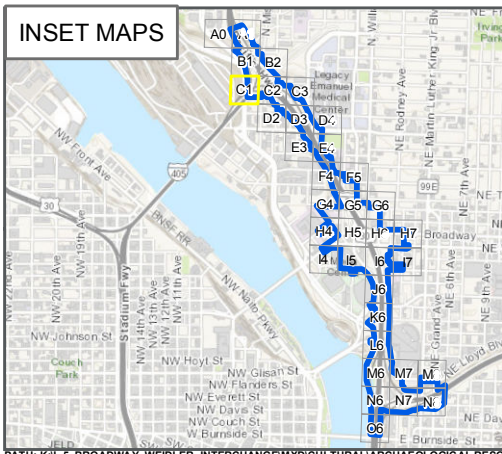 INSET MAPS
A0
B1
B2
C1
C2
C3
D2
D3
D4
E3
E4
F4
F5
G4
G5
G6
H4
H5
H7
I4
I5
I6
I7
J6
K6
L6
M6
M7
N6
N7
O6
Legacy
Emanuel
Medical
Center
NE Rodney Ave
NE Martin Luther King Jr Blvd
NE 7th Ave
99E
Broadway
NE 6th Ave
NE 9th Ave
NE Grand Ave
NE Lloyd Blv
NE Da
E Burnside St
NW Front Ave
405
30
BNSF RR
NW Naito Pkwy
NW 19th Ave
Stadium Fwy
NW 20th Ave
NW 14th Ave
NW 13th Ave
NW 12th Ave
NW 11th Ave
NW Johnson St
Couch
Park
NW Hoyt St
NW Glisan St
NW Flanders St
NW Everett St
NW Davis St
NW Couch St
W Burnside St
JELD